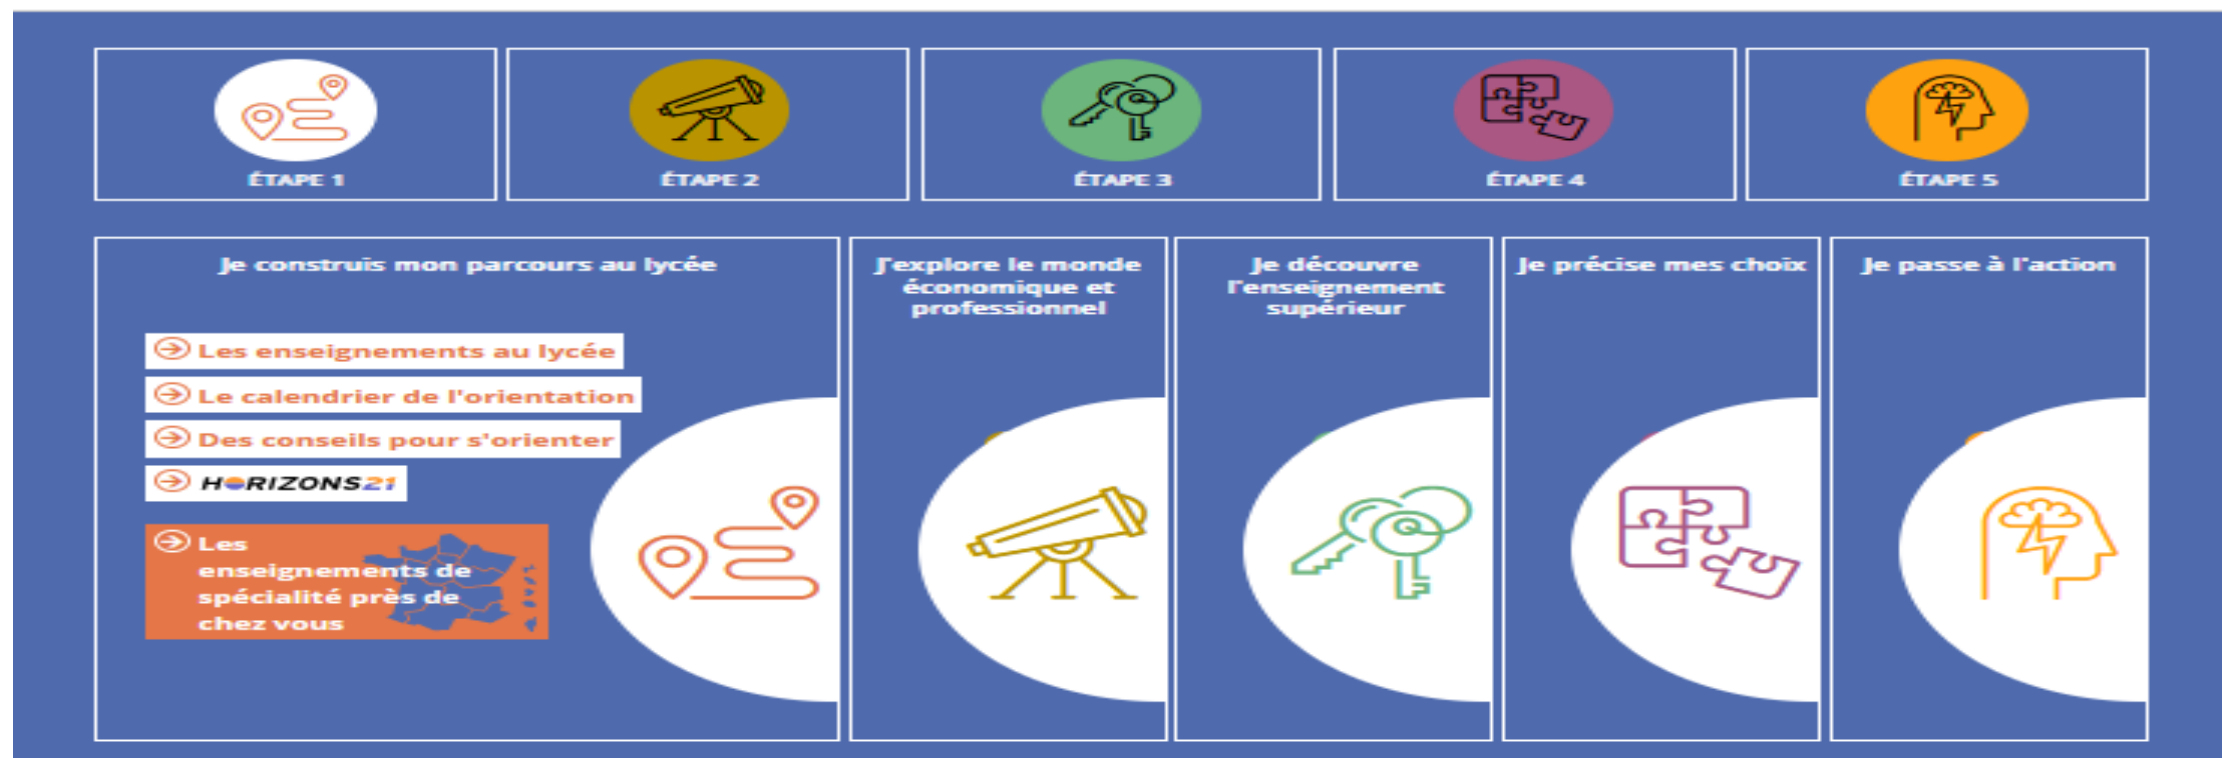 ÉTAPE 1
ÉTAPE 2
ÉTAPE 3
ÉTAPE 4
ÉTAPE 5
Je construis mon parcours au lycée
Les enseignements au lycée
Le calendrier de l'orientation
Des conseils pour s'orienter
HORIZONS21
Les
enseignements de
spécialité près de
chez vous
J'explore le monde
économique et
professionnel
Je découvre
l'enseignement
supérieur
Je précise mes choix
Je passe à l'action